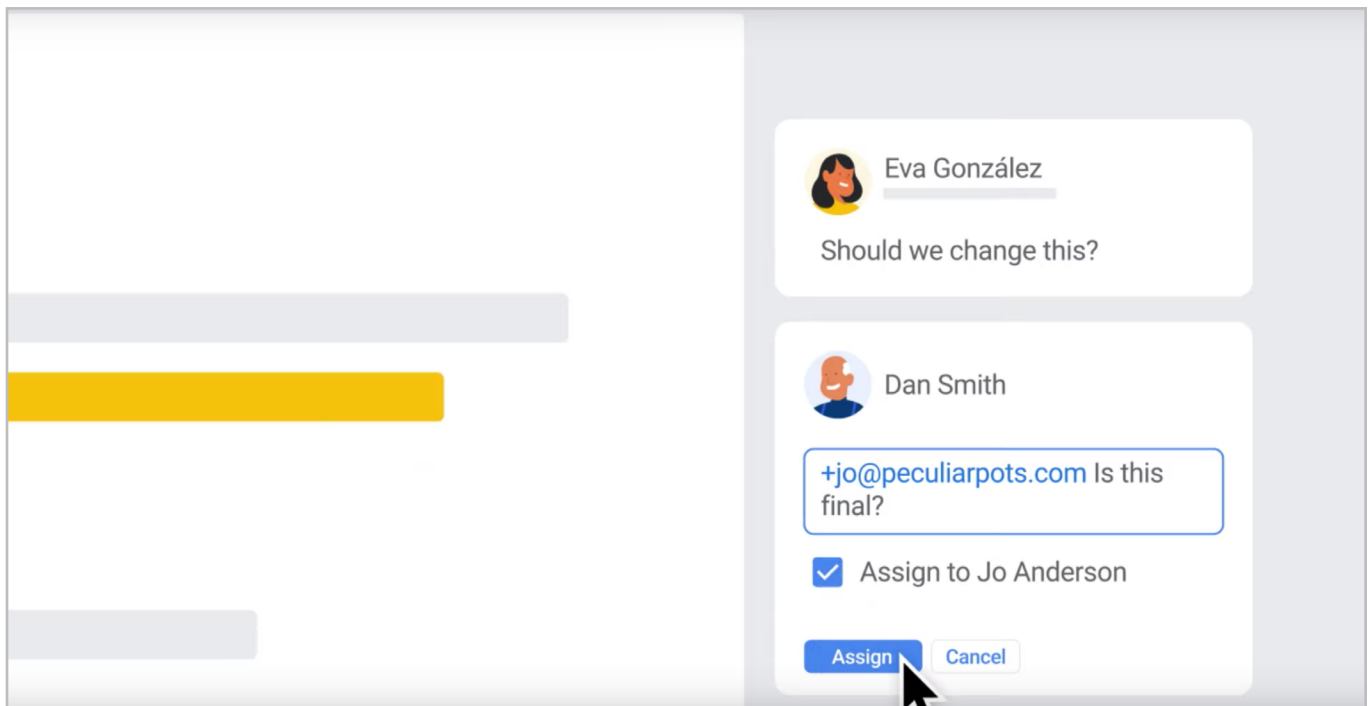 Eva González
Should we change this?
Dan Smith
+jo@peculiarpots.com Is this
final?
Assign to Jo Anderson
Assign
Cancel